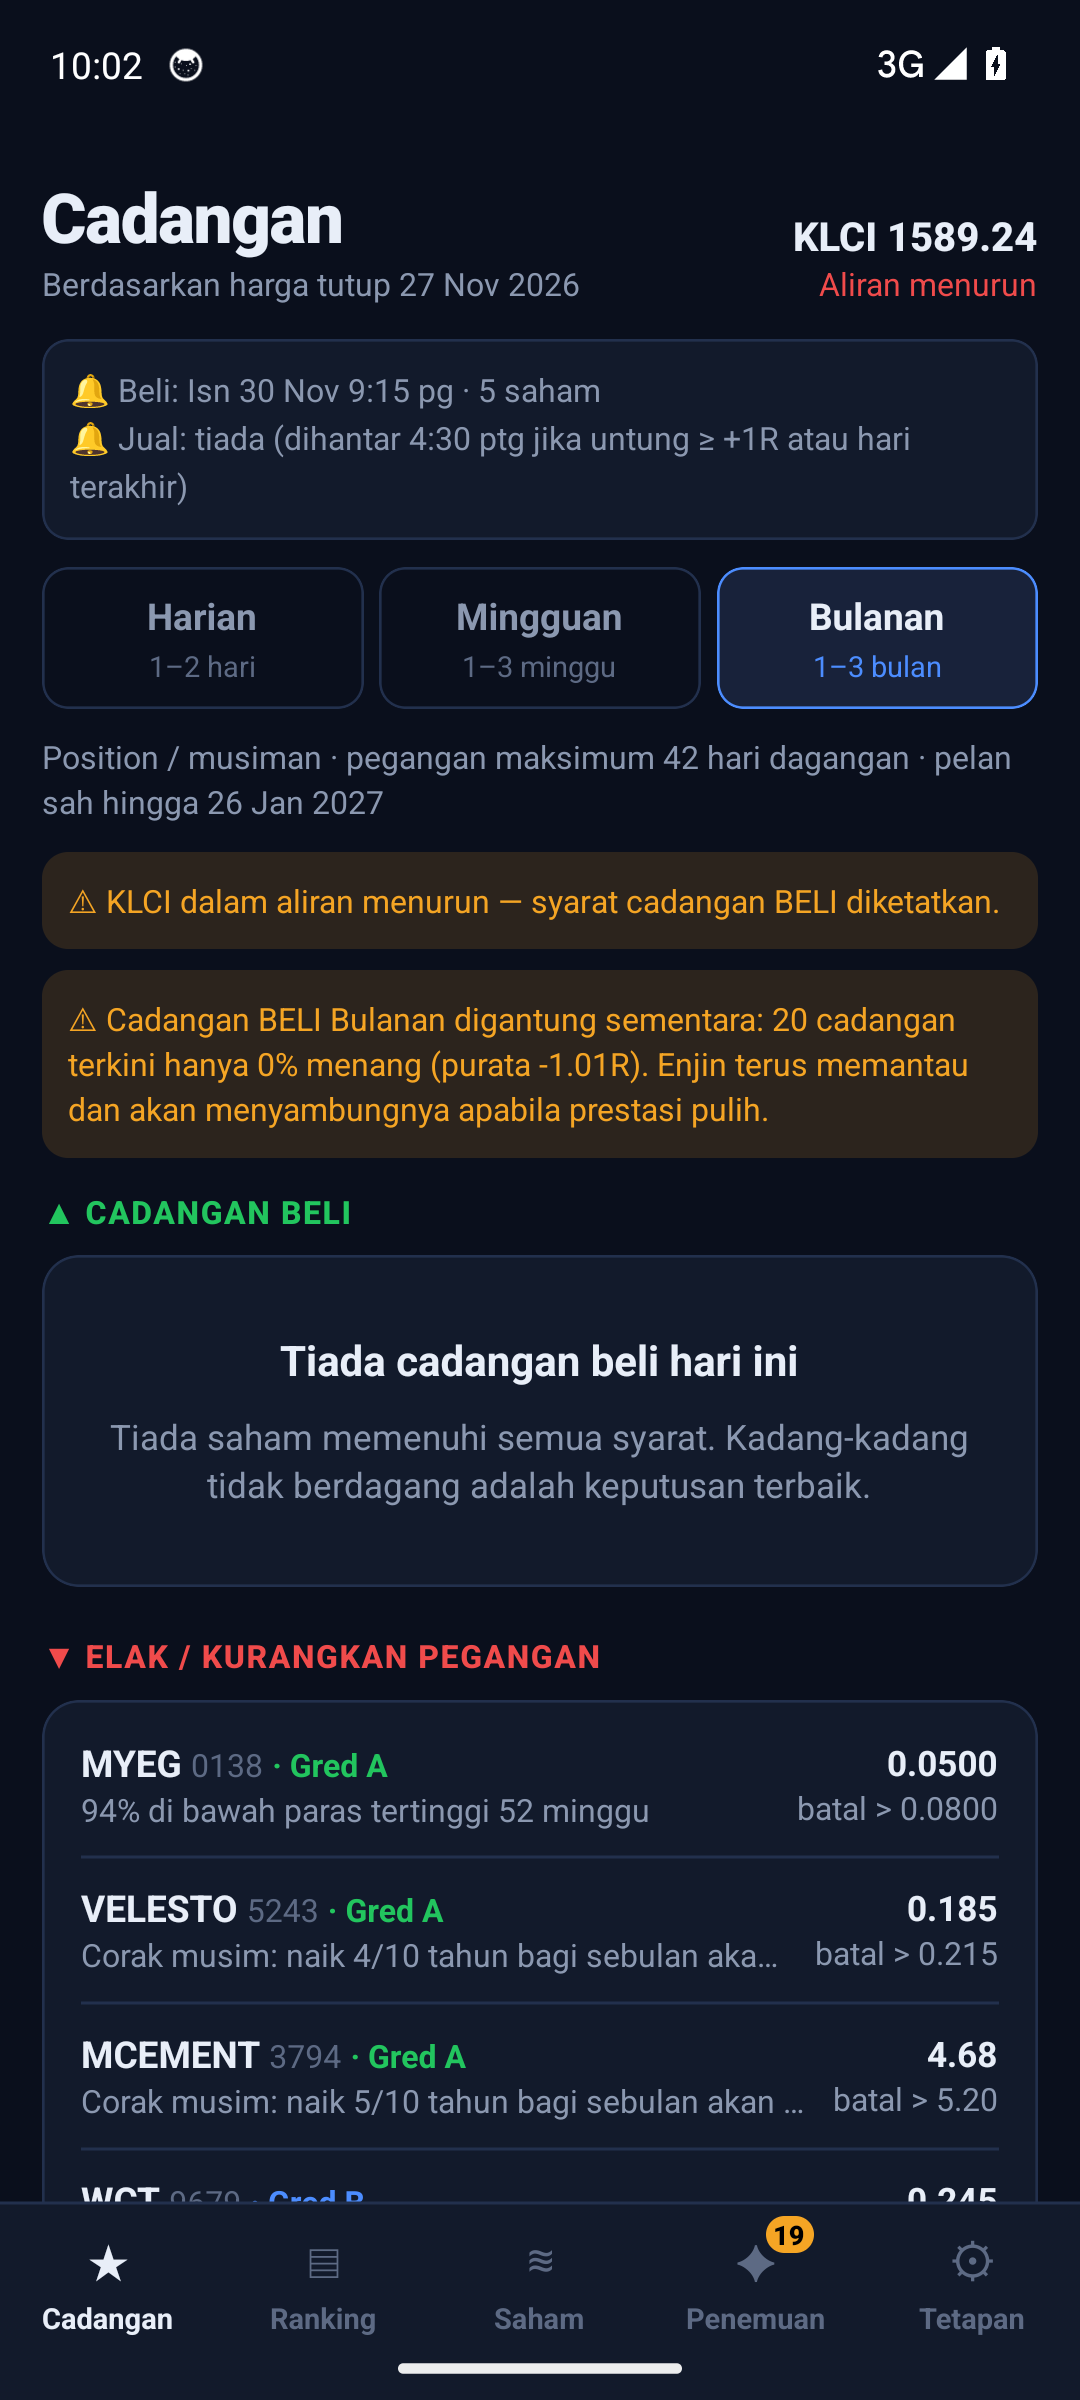 10:02
3G
Cadangan
KLCI 1589.24
Berdasarkan harga tutup 27 Nov 2026
Aliran menurun
🔔 Beli: Isn 30 Nov 9:15 pg · 5 saham
🔔 Jual: tiada (dihantar 4:30 ptg jika untung ≥ +1R atau hari
terakhir)
Harian
1–2 hari
Mingguan
1–3 minggu
Bulanan
1–3 bulan
Position / musiman · pegangan maksimum 42 hari dagangan · pelan
sah hingga 26 Jan 2027
⚠ KLCI dalam aliran menurun — syarat cadangan BELI diketatkan.
⚠ Cadangan BELI Bulanan digantung sementara: 20 cadangan
terkini hanya 0% menang (purata -1.01R). Enjin terus memantau
dan akan menyambungnya apabila prestasi pulih.
▲ CADANGAN BELI
Tiada cadangan beli hari ini
Tiada saham memenuhi semua syarat. Kadang-kadang
tidak berdagang adalah keputusan terbaik.
▼ ELAK / KURANGKAN PEGANGAN
MYEG 0138 · Gred A
0.0500
94% di bawah paras tertinggi 52 minggu
batal > 0.0800
VELESTO 5243 · Gred A
0.185
Corak musim: naik 4/10 tahun bagi sebulan aka...
batal > 0.215
MCEMENT 3794 · Gred A
4.68
Corak musim: naik 5/10 tahun bagi sebulan akan ...
batal > 5.20
WCT 9679 · Gred B
0.245
19
Cadangan
Ranking
Saham
Penemuan
Tetapan